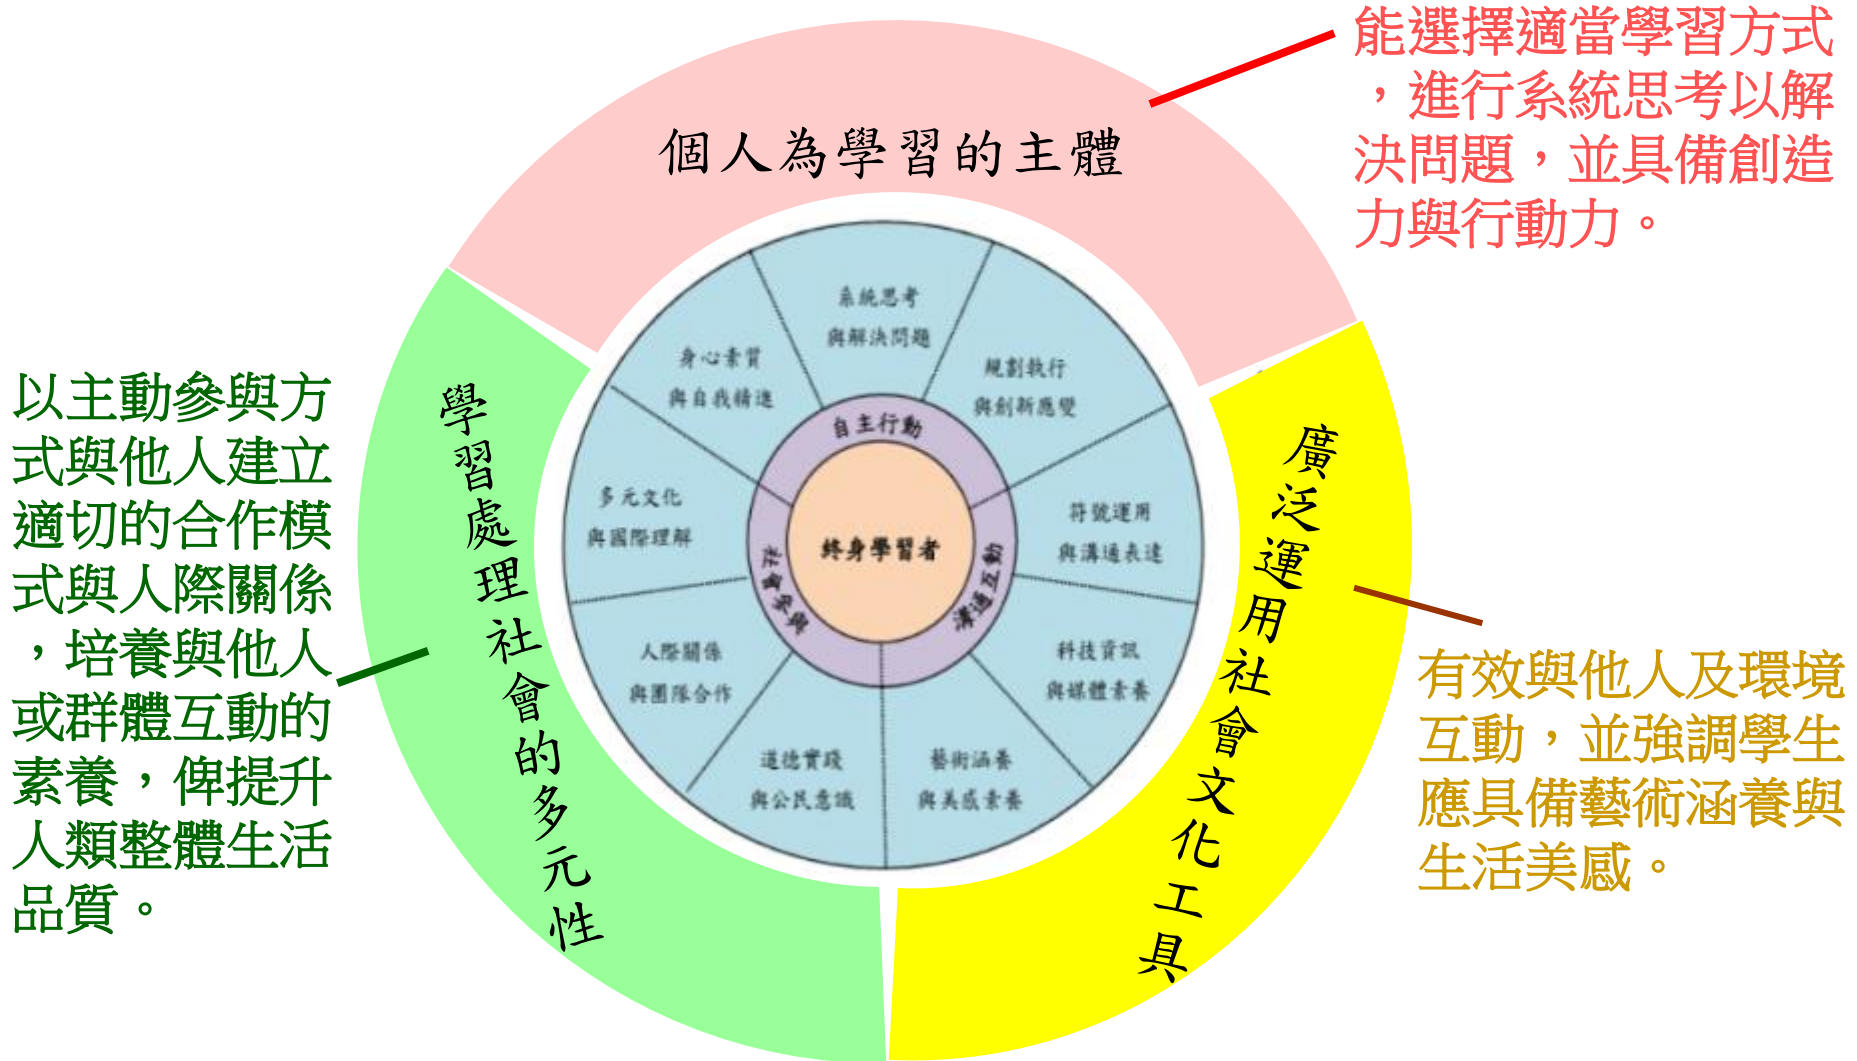 能選擇適當學習方式
，進行系統思考以解
決問題，並具備創造
力與行動力。
個人為學習的主體
系統思考
與解決問題
身心素質
與自我精進
規劃執行
與創新應變
自主行動
以主動參與方
式與他人建立
適切的合作模
式與人際關係
，培養與他人
或群體互動的
素養，俾提升
人類整體生活
品質。
學習處理社會的多元性
多元文化
與國際理解
終身學習者
社會參與
溝通互動
符號運用
與溝通表達
廣泛運用社會文化工具
人際關係
與團隊合作
科技資訊
與媒體素養
道德實踐
與公民意識
藝術涵養
與美感素養
有效與他人及環境
互動，並強調學生
應具備藝術涵養與
生活美感。